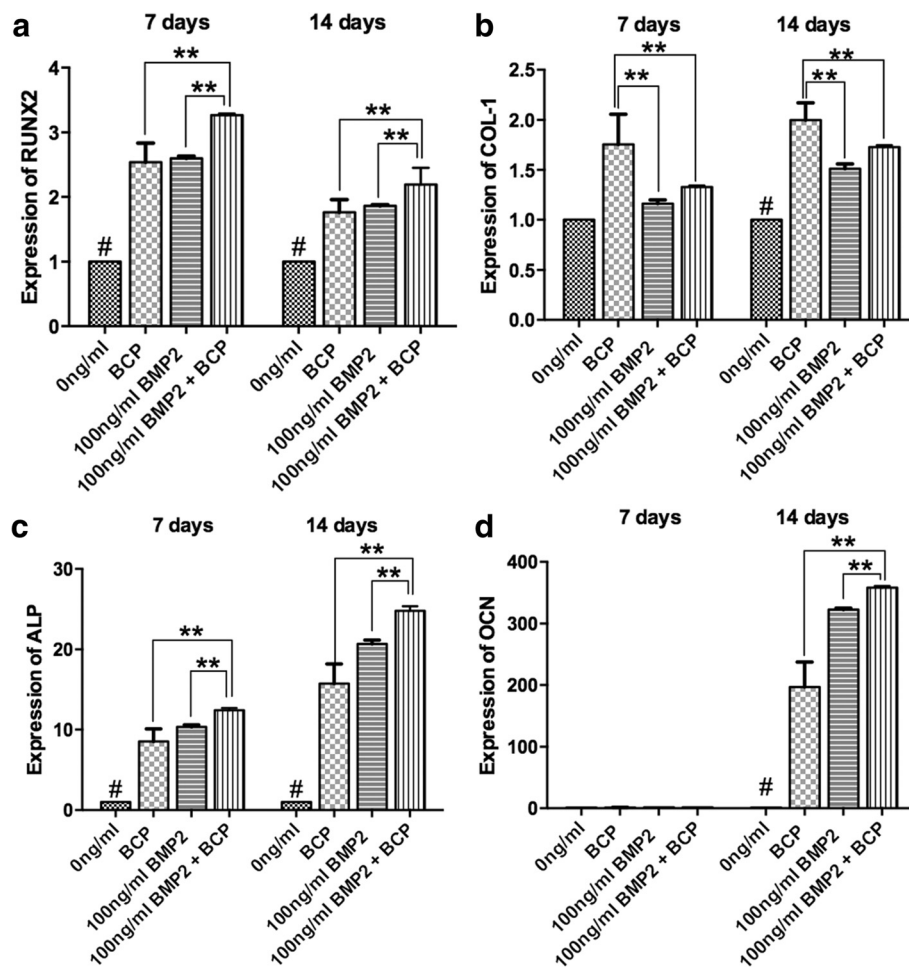 a
7 days
14 days
Expression of RUNX2
4
3
2
1
0
**
**
**
**
#
#
0ng/ml
BCP
100ng/ml BMP2
100ng/ml BMP2 + BCP
0ng/ml
BCP
100ng/ml BMP2
100ng/ml BMP2 + BCP
b
7 days
14 days
Expression of COL-1
2.5
2.0
1.5
1.0
0.5
0.0
**
**
**
**
#
0ng/ml
BCP
100ng/ml BMP2
100ng/ml BMP2 + BCP
0ng/ml
BCP
100ng/ml BMP2
100ng/ml BMP2 + BCP
c
7 days
14 days
Expression of ALP
30
20
10
0
**
**
**
**
#
#
0ng/ml
BCP
100ng/ml BMP2
100ng/ml BMP2 + BCP
0ng/ml
BCP
100ng/ml BMP2
100ng/ml BMP2 + BCP
d
7 days
14 days
Expression of OCN
400
300
200
100
0
**
**
#
0ng/ml
BCP
100ng/ml BMP2
100ng/ml BMP2 + BCP
0ng/ml
BCP
100ng/ml BMP2
100ng/ml BMP2 + BCP